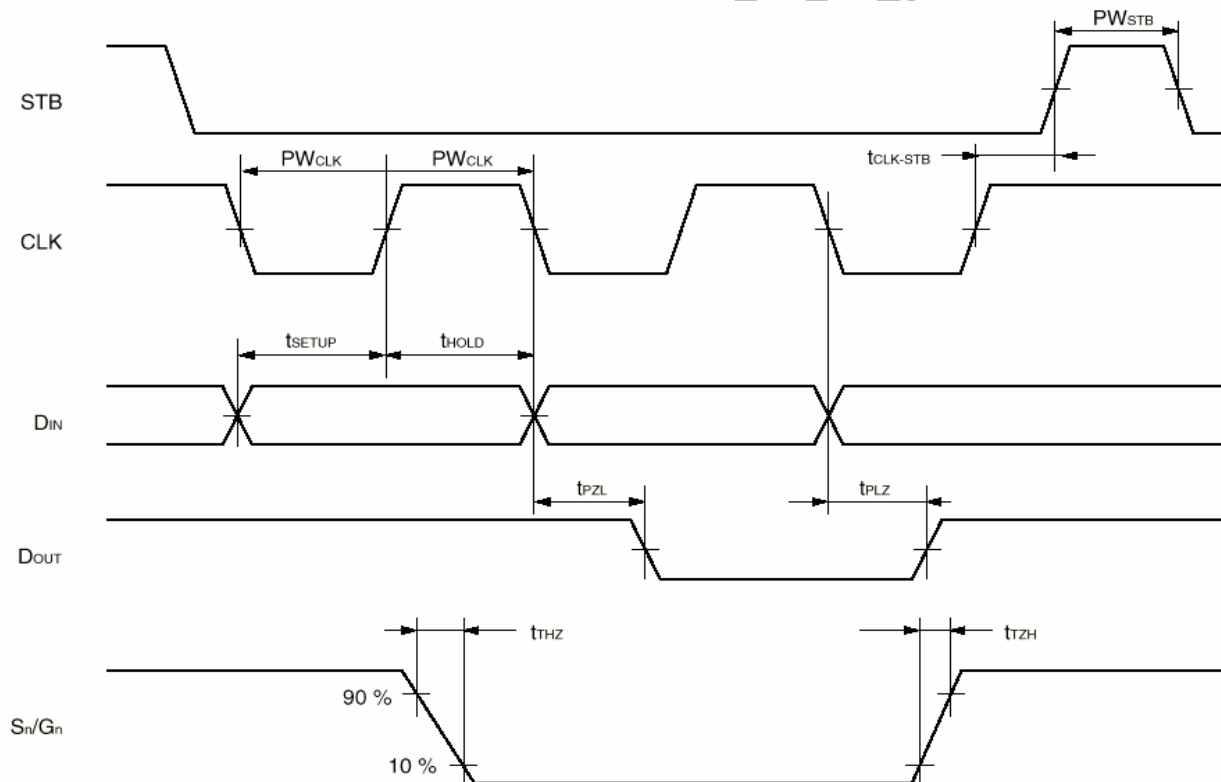 PWSTB
STB
PWCLK PWCLK tCLK-STB
CLK
tSETUP tHOLD
DIN
tPZL tPLZ
DOUT
tTHZ tTZH
90 %
Sn/Gn
10 %